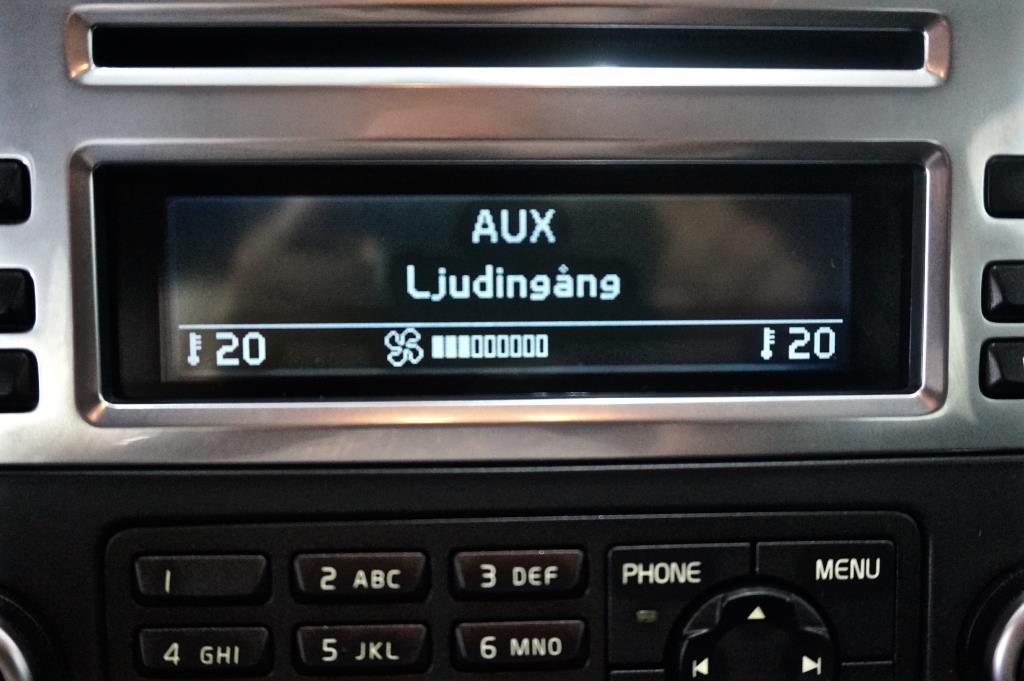 AUX
Ljudingång
20 20
1 2 ABC 3 DEF PHONE MENU
4 GHI 5 JKL 6 MNO